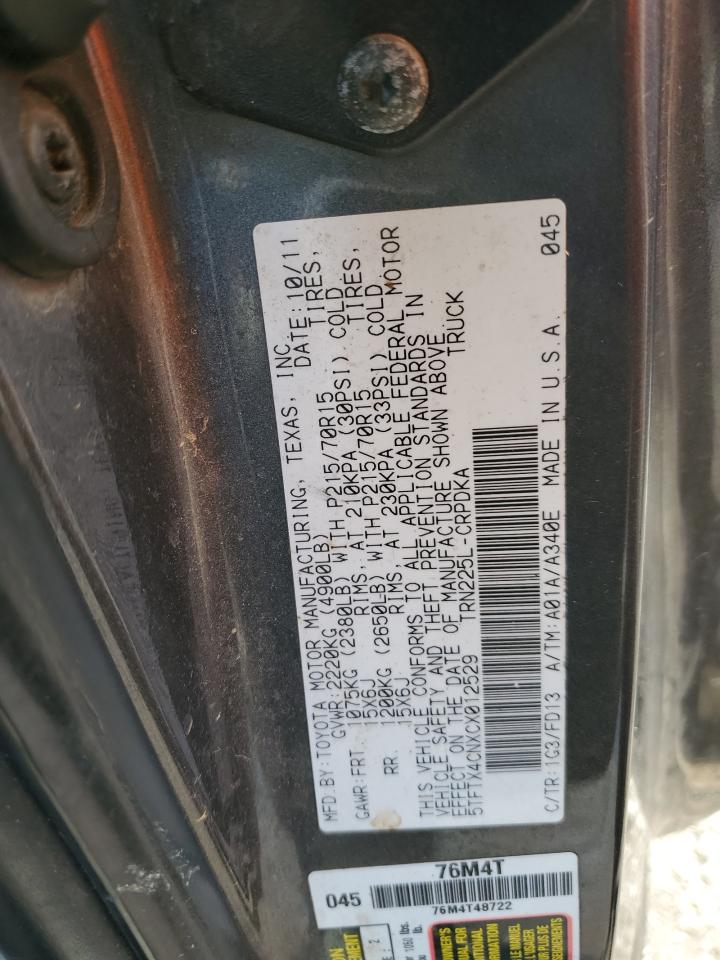 MFD.BY:TOYOTA MOTOR MANUFACTURING, TEXAS, INC.
GVWR:2220KG (4900LB) DATE:10/11
GAWR:FRT. 1075KG (2380LB) WITH P215/70R15 TIRES,
15X6J RIMS, AT 210KPA (30PSI) COLD
RR. 1200KG (2650LB) WITH P215/70R15 TIRES,
15X6J RIMS, AT 230KPA (33PSI) COLD
THIS VEHICLE CONFORMS TO ALL APPLICABLE FEDERAL MOTOR
VEHICLE SAFETY AND THEFT PREVENTION STANDARDS IN
EFFECT ON THE DATE OF MANUFACTURE SHOWN ABOVE.
5TFTX4CNXCX012529 TRN225L-CRPDKA TRUCK
C/TR:1G3/FD13 A/TM:A01A/A340E MADE IN U.S.A. 045
76M4T
045
76M4T48722
: 2
1050 lbs.
lb.